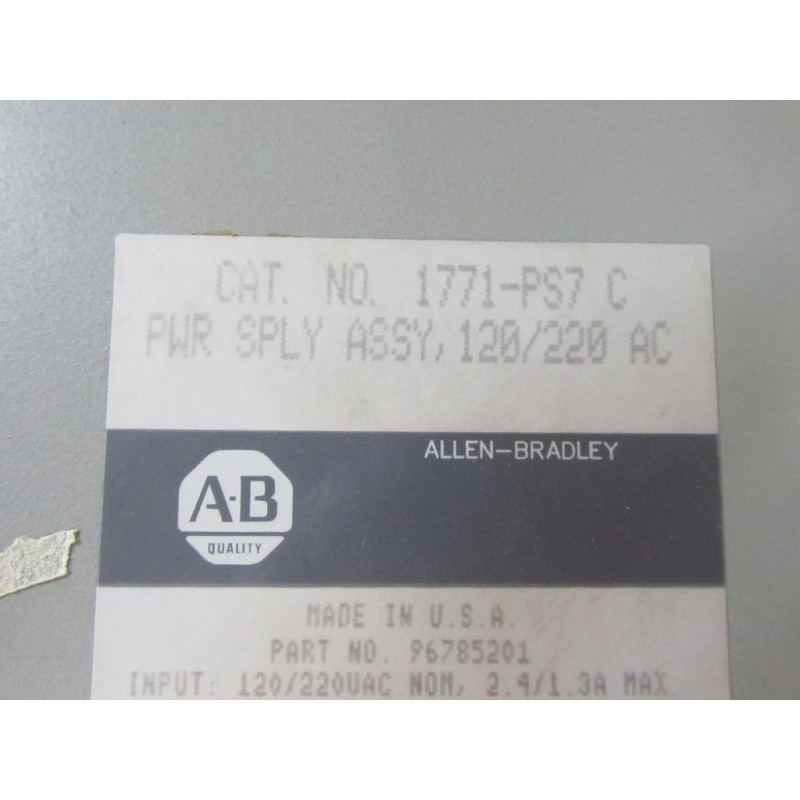 CAT. NO. 1771-PS7 C
PWR SPLY ASSY, 120/220 AC
ALLEN-BRADLEY
A-B
QUALITY
MADE IN U.S.A.
PART NO. 96785201
INPUT: 120/220VAC NOM, 2.4/1.3A MAX